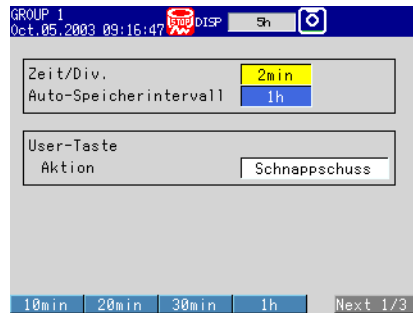 GROUP 1
Oct.05.2003 09:16:47 STOP DISP 5h
Zeit/Div. 2min
Auto-Speicherintervall 1h
User-Taste
Aktion Schnappschuss
10min 20min 30min 1h Next 1/3